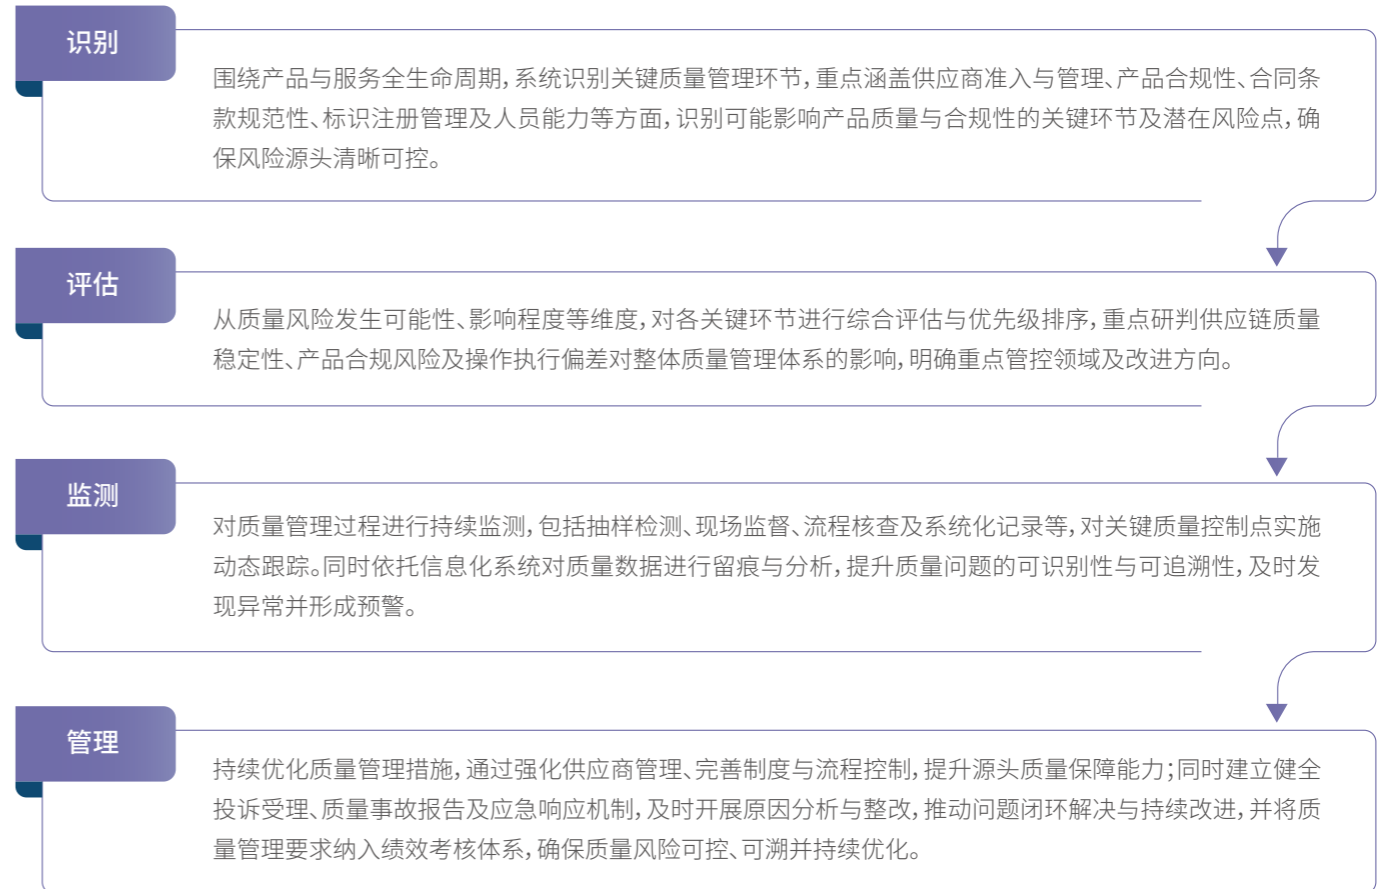 识别
围绕产品与服务全生命周期，系统识别关键质量管理环节，重点涵盖供应商准入与管理、产品合规性、合同条
款规范性、标识注册管理及人员能力等方面，识别可能影响产品质量与合规性的关键环节及潜在风险点，确
保风险源头清晰可控。
评估
从质量风险发生可能性、影响程度等维度，对各关键环节进行综合评估与优先级排序，重点研判供应链质量
稳定性、产品合规风险及操作执行偏差对整体质量管理体系的影响，明确重点管控领域及改进方向。
监测
对质量管理过程进行持续监测，包括抽样检测、现场监督、流程核查及系统化记录等，对关键质量控制点实施
动态跟踪。同时依托信息化系统对质量数据进行留痕与分析，提升质量问题的可识别性与可追溯性，及时发
现异常并形成预警。
管理
持续优化质量管理措施，通过强化供应商管理、完善制度与流程控制，提升源头质量保障能力；同时建立健全
投诉受理、质量事故报告及应急响应机制，及时开展原因分析与整改，推动问题闭环解决与持续改进，并将质
量管理要求纳入绩效考核体系，确保质量风险可控、可溯并持续优化。